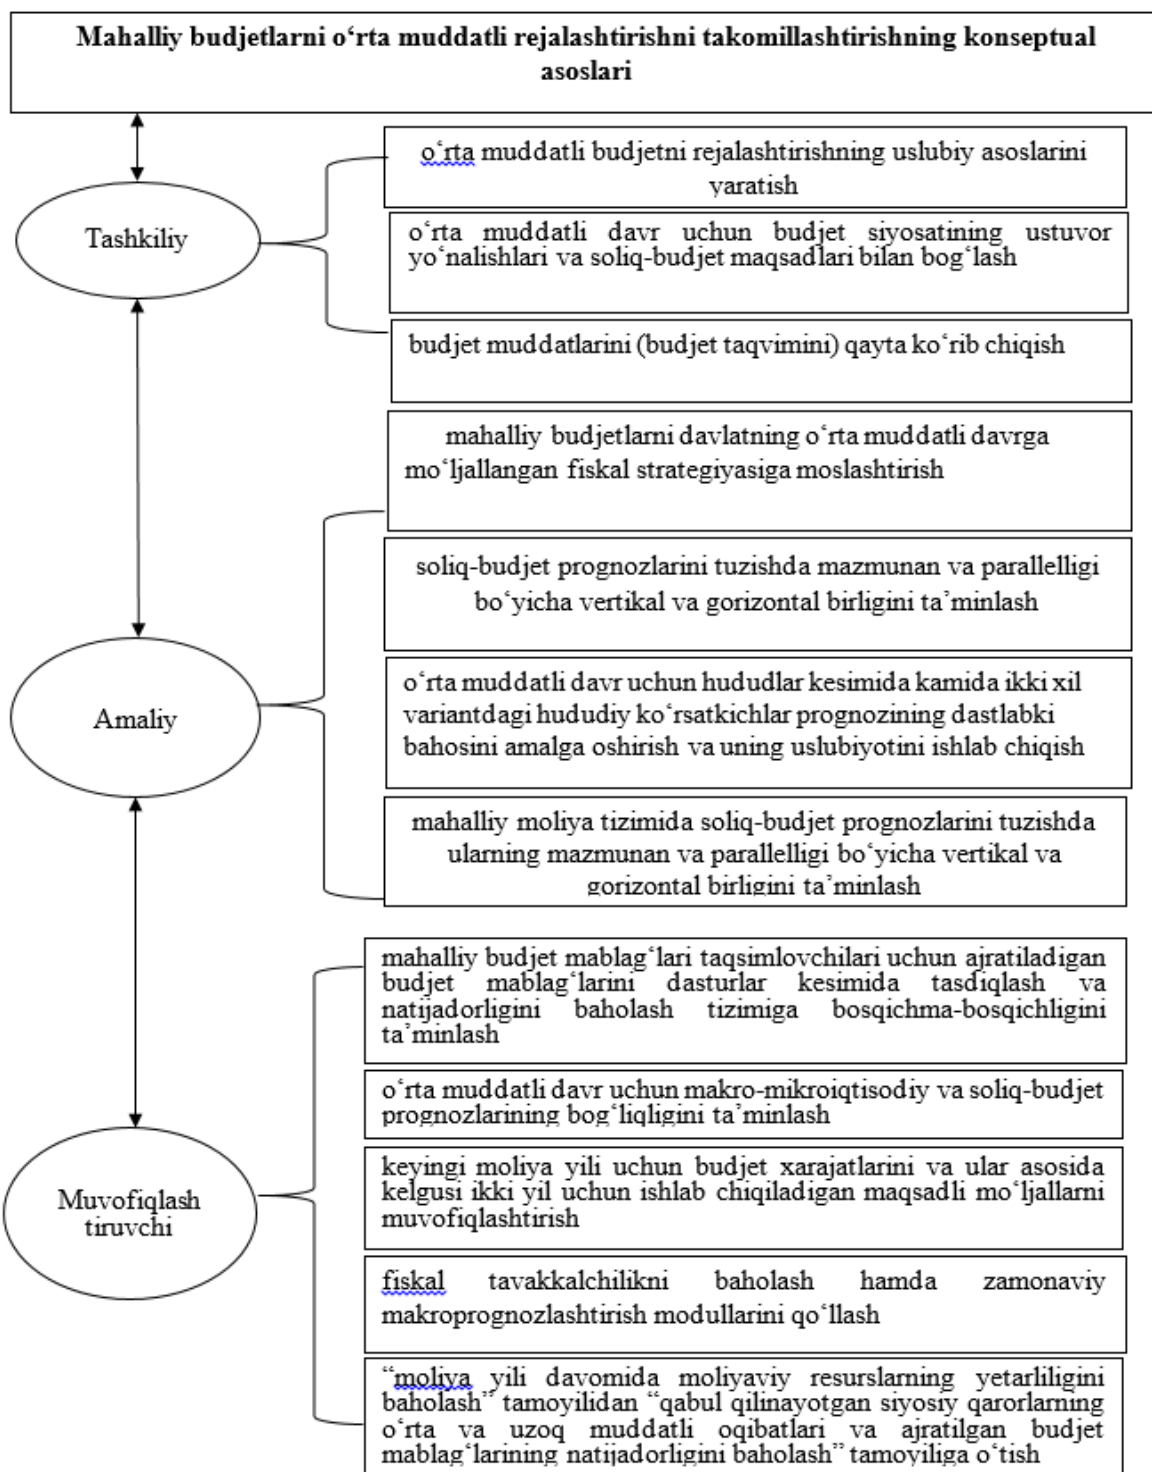 Mahalliy budjetlarni o‘rta muddatli rejalashtirishni takomillashtirishning konseptual
asoslari
Tashkiliy
o‘rta muddatli budjetni rejalashtirishning uslubiy asoslarini
yaratish
o‘rta muddatli davr uchun budjet siyosatining ustuvor
yo‘nalishlari va soliq-budjet maqsadlari bilan bog‘lash
budjet muddatlarini (budjet taqvimini) qayta ko‘rib chiqish
Amaliy
mahalliy budjetlarni davlatning o‘rta muddatli davrga
mo‘ljallangan fiskal strategiyasiga moslashtirish
soliq-budjet prognozlarini tuzishda mazmunan va parallelligi
bo‘yicha vertikal va gorizontal birligini ta’minlash
o‘rta muddatli davr uchun hududlar kesimida kamida ikki xil
variantdagi hududiy ko‘rsatkichlar prognozining dastlabki
bahosini amalga oshirish va uning uslubiyotini ishlab chiqish
mahalliy moliya tizimida soliq-budjet prognozlarini tuzishda
ularning mazmunan va parallelligi bo‘yicha vertikal va
gorizontal birligini ta’minlash
Muvofiqlash
tiruvchi
mahalliy budjet mablag‘lari taqsimlovchilari uchun ajratiladigan
budjet mablag‘larini dasturlar kesimida tasdiqlash va
natijadorligini baholash tizimiga bosqichma-bosqichligini
ta’minlash
o‘rta muddatli davr uchun makro-mikroiqtisodiy va soliq-budjet
prognozlarining bog‘liqligini ta’minlash
keyingi moliya yili uchun budjet xarajatlarini va ular asosida
kelgusi ikki yil uchun ishlab chiqiladigan maqsadli mo‘ljallarni
muvofiqlashtirish
fiskal tavakkalchilikni baholash hamda zamonaviy
makroprognozlashtirish modullarini qo‘llash
“moliya yili davomida moliyaviy resurslarning yetarliligini
baholash” tamoyilidan “qabul qilinayotgan siyosiy qarorlarning
o‘rta va uzoq muddatli oqibatlari va ajratilgan budjet
mablag‘larining natijadorligini baholash” tamoyiliga o‘tish